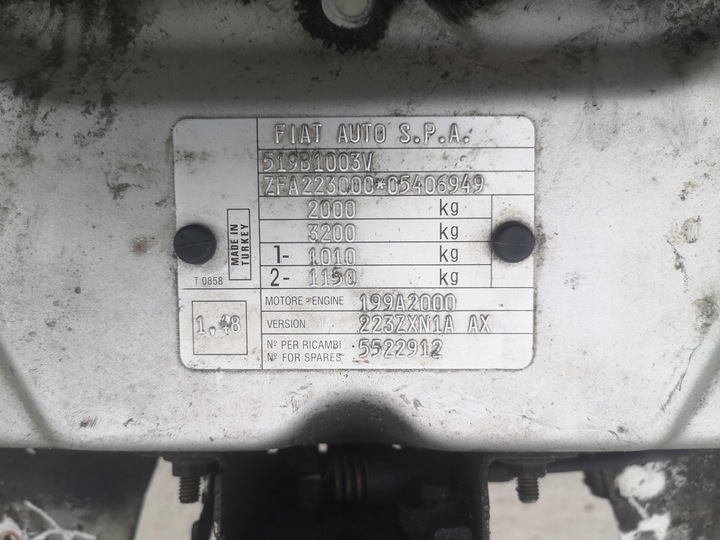 FIAT AUTO S.P.A.
519B1003V
ZFA223000*05406949
2000 kg
3200 kg
1- 1010 kg
2- 1150 kg
MADE IN
TURKEY
T 0858
MOTORE-ENGINE 199A2000
VERSION 223ZXN1A AX
Nº PER RICAMBI
Nº FOR SPARES 5522912
1,48